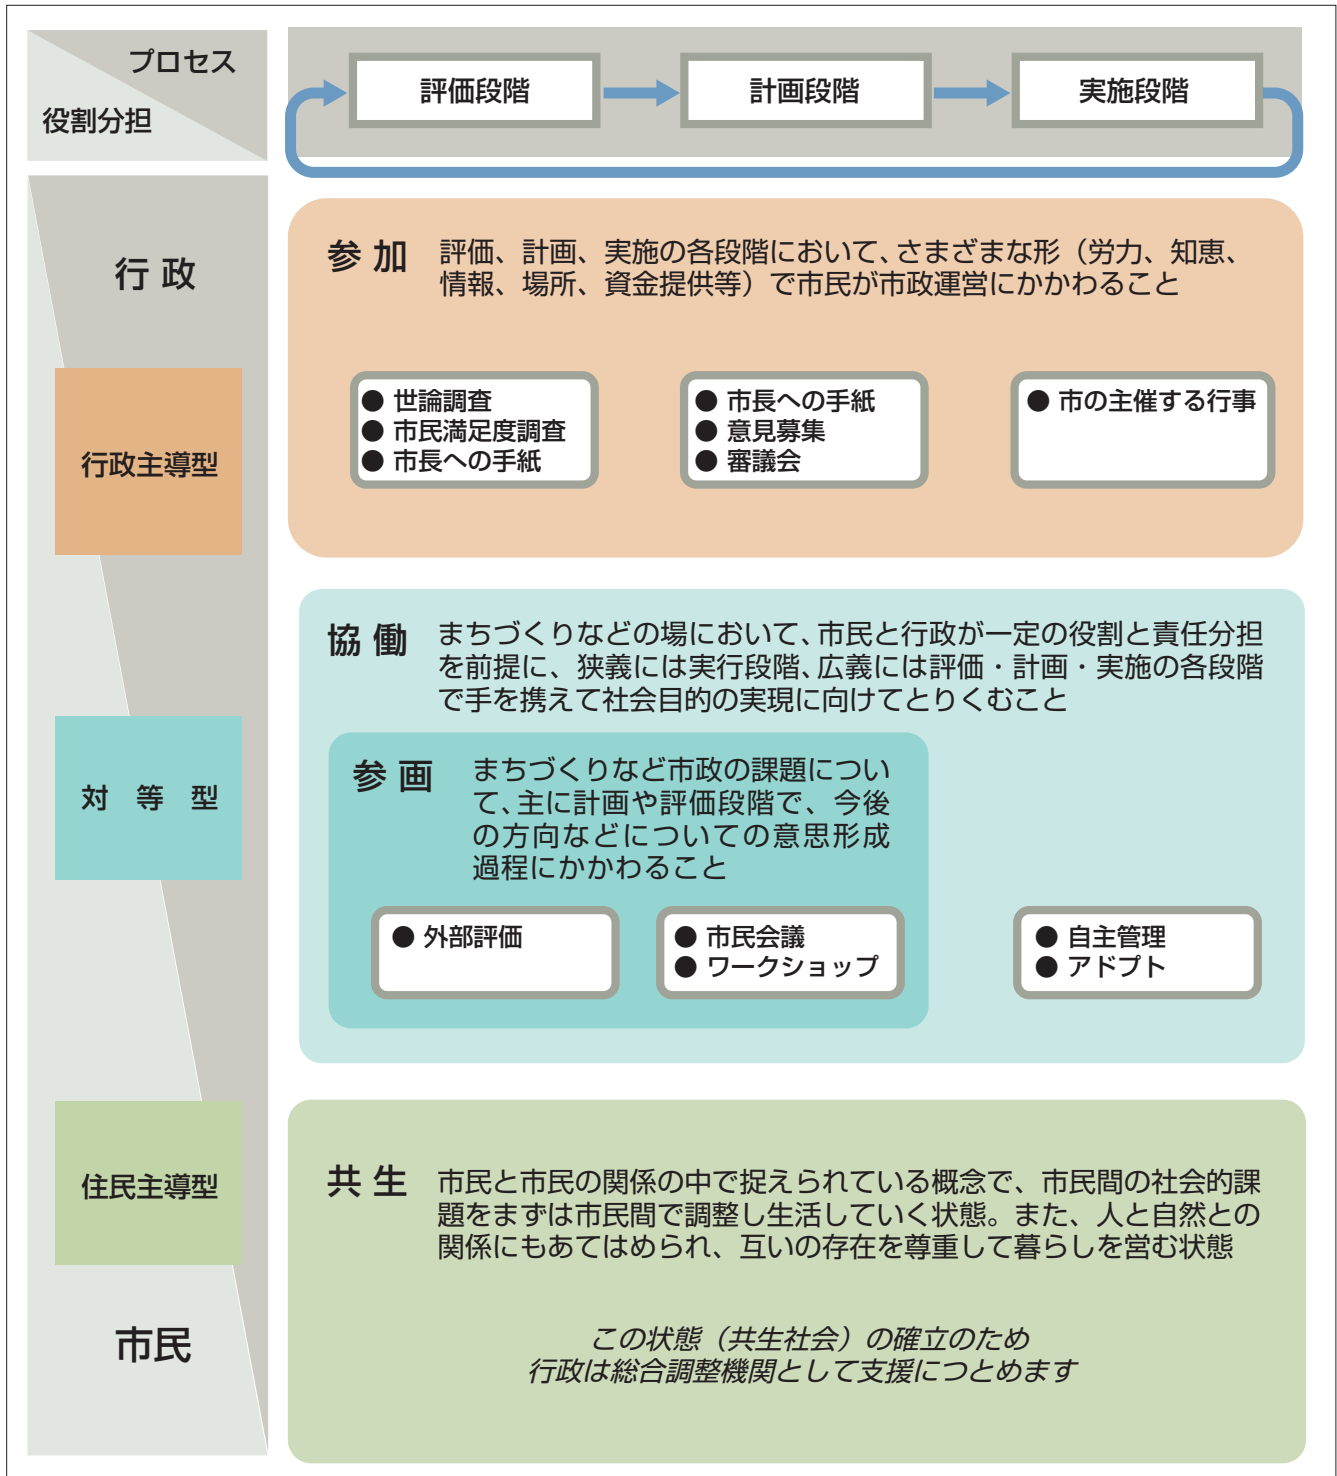 プロセス
役割分担
評価段階
計画段階
実施段階
行政
参加
評価、計画、実施の各段階において、さまざまな形（労力、知恵、
情報、場所、資金提供等）で市民が市政運営にかかわること
行政主導型
● 世論調査
● 市民満足度調査
● 市長への手紙
● 市長への手紙
● 意見募集
● 審議会
● 市の主催する行事
協働
まちづくりなどの場において、市民と行政が一定の役割と責任分担
を前提に、狭義には実行段階、広義には評価・計画・実施の各段階
で手を携えて社会目的の実現に向けてとりくむこと
対等型
参画
まちづくりなど市政の課題につい
て、主に計画や評価段階で、今後
の方向などについての意思形成
過程にかかわること
● 外部評価
● 市民会議
● ワークショップ
● 自主管理
● アドプト
住民主導型
共生
市民と市民の関係の中で捉えられている概念で、市民間の社会的課
題をまずは市民間で調整し生活していく状態。また、人と自然との
関係にもあてはめられ、互いの存在を尊重して暮らしを営む状態
市民
この状態（共生社会）の確立のため
行政は総合調整機関として支援につとめます